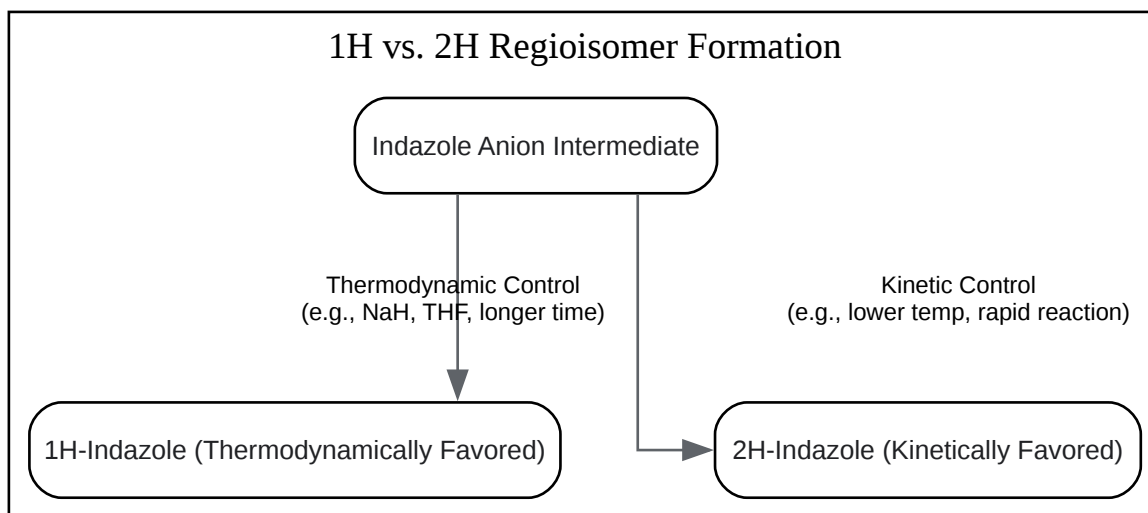 1H vs. 2H Regioisomer Formation
Indazole Anion Intermediate
Thermodynamic Control
(e.g., NaH, THF, longer time)
Kinetic Control
(e.g., lower temp, rapid reaction)
1H-Indazole (Thermodynamically Favored)
2H-Indazole (Kinetically Favored)